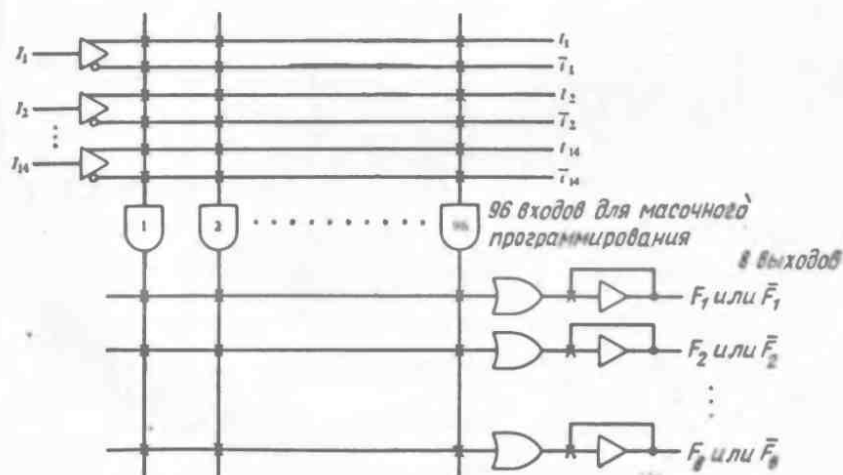 I₁
I₂
I₁₄
I₁
Ī₁
I₂
Ī₂
I₁₄
Ī₁₄
1
2
96
96 входов для масочного
программирования
8 выходов
F₁ или F̄₁
F₂ или F̄₂
F₈ или F̄₈